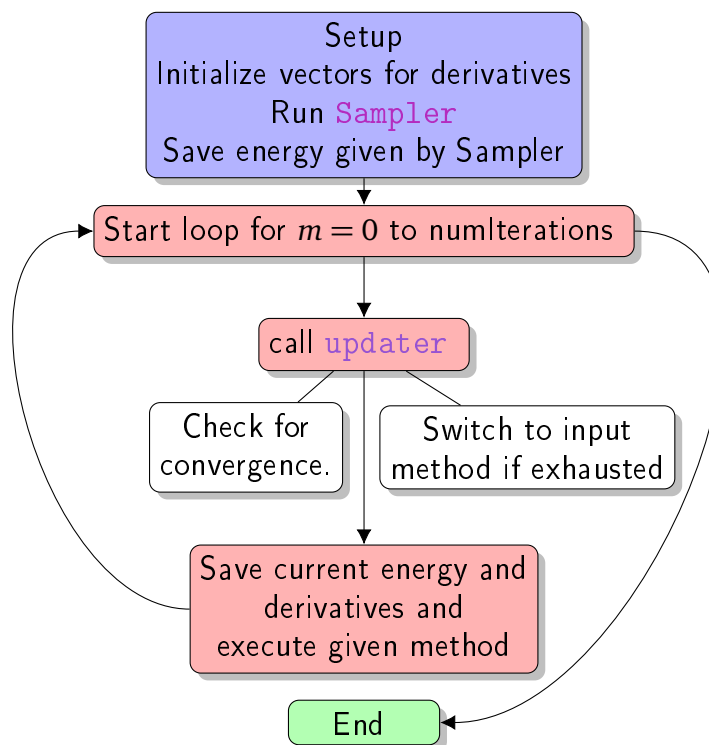 Setup
Initialize vectors for derivatives
Run Sampler
Save energy given by Sampler
Start loop for m = 0 to numIterations
call updater
Check for
convergence.
Switch to input
method if exhausted
Save current energy and
derivatives and
execute given method
End